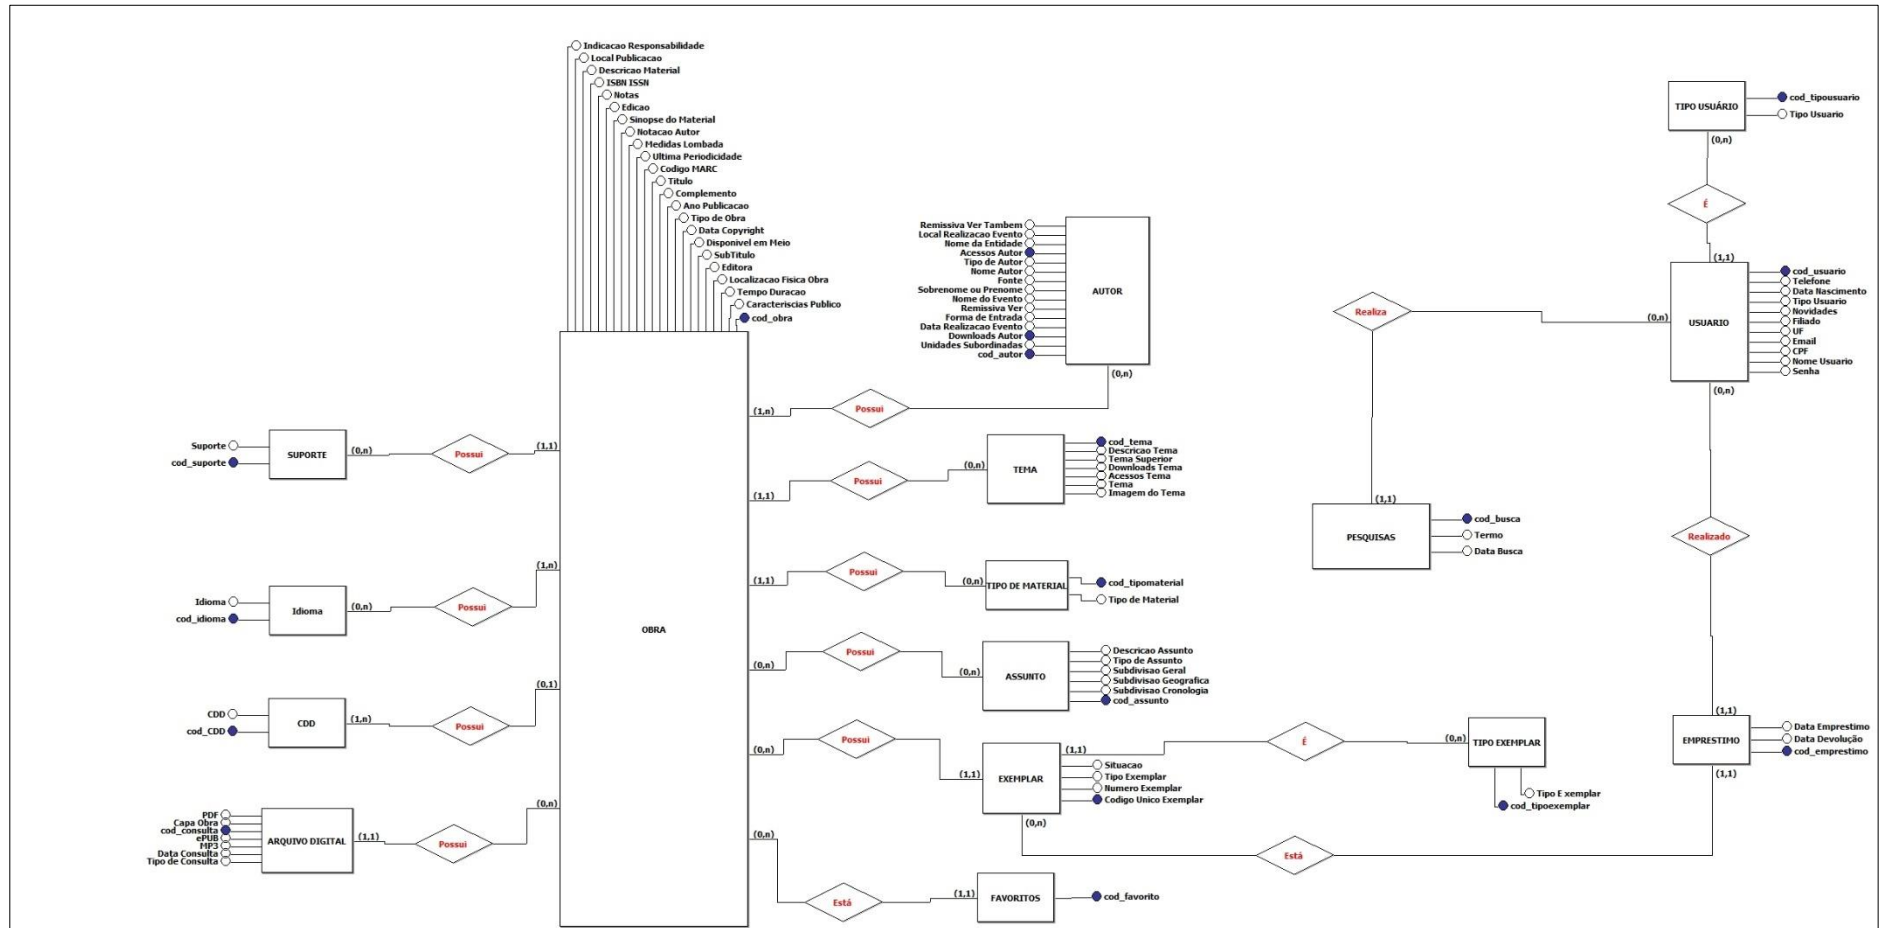 Indicacao Responsabilidade
Local Publicacao
Descricao Material
ISBN ISSN
Notas
Edicao
Sinopse do Material
Notacao Autor
Medidas Lombada
Ultima Periodicidade
Codigo MARC
Titulo
Complemento
Ano Publicacao
Tipo de Obra
Data Copyright
Disponivel em Meio
SubTitulo
Editora
Localizacao Fisica Obra
Tempo Duracao
Caracteriscias Publico
cod_obra
OBRA
(1,1)
(1,n)
(0,1)
(0,n)
(1,n)
(1,1)
(1,1)
(0,n)
(0,n)
(0,n)
Suporte
cod_suporte
SUPORTE
(0,n)
Possui
Idioma
cod_idioma
Idioma
(0,n)
Possui
CDD
cod_CDD
CDD
(1,n)
Possui
PDF
Capa Obra
cod_consulta
ePUB
MP3
Data Consulta
Tipo de Consulta
ARQUIVO DIGITAL
(1,1)
Possui
Remissiva Ver Tambem
Local Realizacao Evento
Nome da Entidade
Acessos Autor
Tipo de Autor
Nome Autor
Fonte
Sobrenome ou Prenome
Nome do Evento
Remissiva Ver
Forma de Entrada
Data Realizacao Evento
Downloads Autor
Unidades Subordinadas
cod_autor
AUTOR
(0,n)
Possui
Possui
(0,n)
TEMA
cod_tema
Descricao Tema
Tema Superior
Downloads Tema
Acessos Tema
Tema
Imagem do Tema
Possui
(0,n)
TIPO DE MATERIAL
cod_tipomaterial
Tipo de Material
Possui
(0,n)
ASSUNTO
Descricao Assunto
Tipo de Assunto
Subdivisao Geral
Subdivisao Geografica
Subdivisao Cronologia
cod_assunto
Possui
(1,1)
EXEMPLAR
(1,1)
Situacao
Tipo Exemplar
Numero Exemplar
Codigo Unico Exemplar
(0,n)
É
(0,n)
TIPO EXEMPLAR
Tipo E xemplar
cod_tipoexemplar
Está
Está
(1,1)
FAVORITOS
cod_favorito
TIPO USUÁRIO
cod_tipousuario
Tipo Usuario
(0,n)
É
(1,1)
USUARIO
cod_usuario
Telefone
Data Nascimento
Tipo Usuario
Novidades
Filiado
UF
Email
CPF
Nome Usuario
Senha
(0,n)
(0,n)
Realiza
(1,1)
PESQUISAS
cod_busca
Termo
Data Busca
Realizado
(1,1)
EMPRESTIMO
Data Emprestimo
Data Devolução
cod_emprestimo
(1,1)